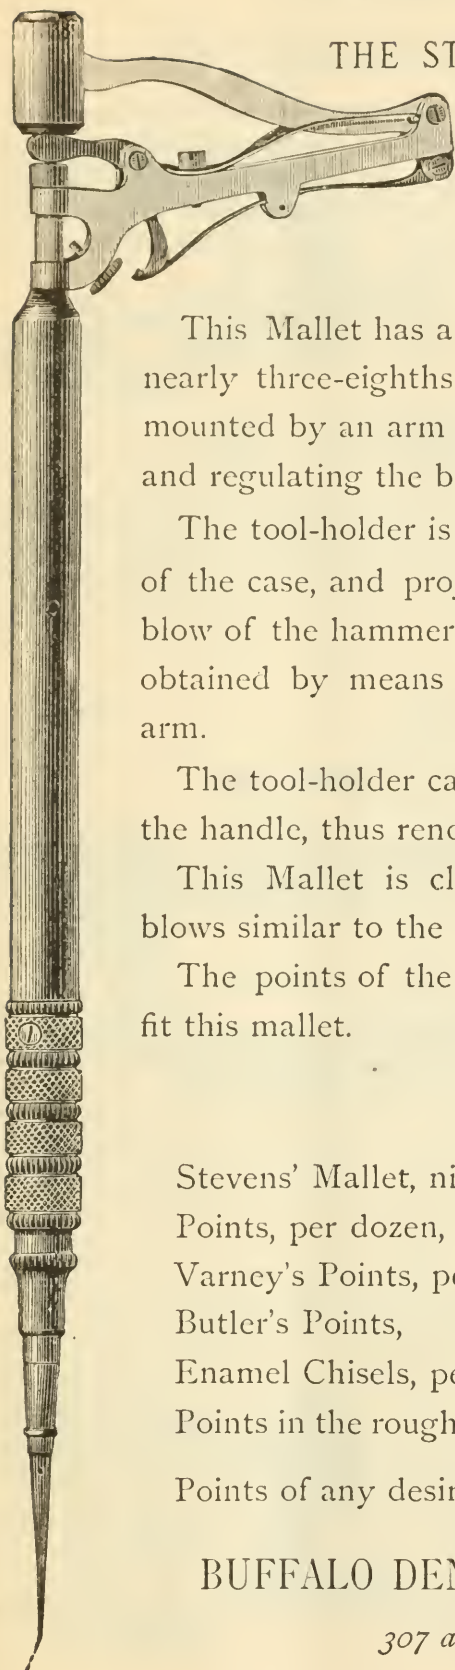 THE ST
This Mallet has a
nearly three-eighths
mounted by an arm
and regulating the b
The tool-holder is
of the case, and proj
blow of the hammer
obtained by means
arm.
The tool-holder ca
the handle, thus rend
This Mallet is cl
blows similar to the
The points of the
fit this mallet.
Stevens' Mallet, ni
Points, per dozen,
Varney's Points, pe
Butler's Points,
Enamel Chisels, pe
Points in the rough
Points of any desir
BUFFALO DEN
307 a